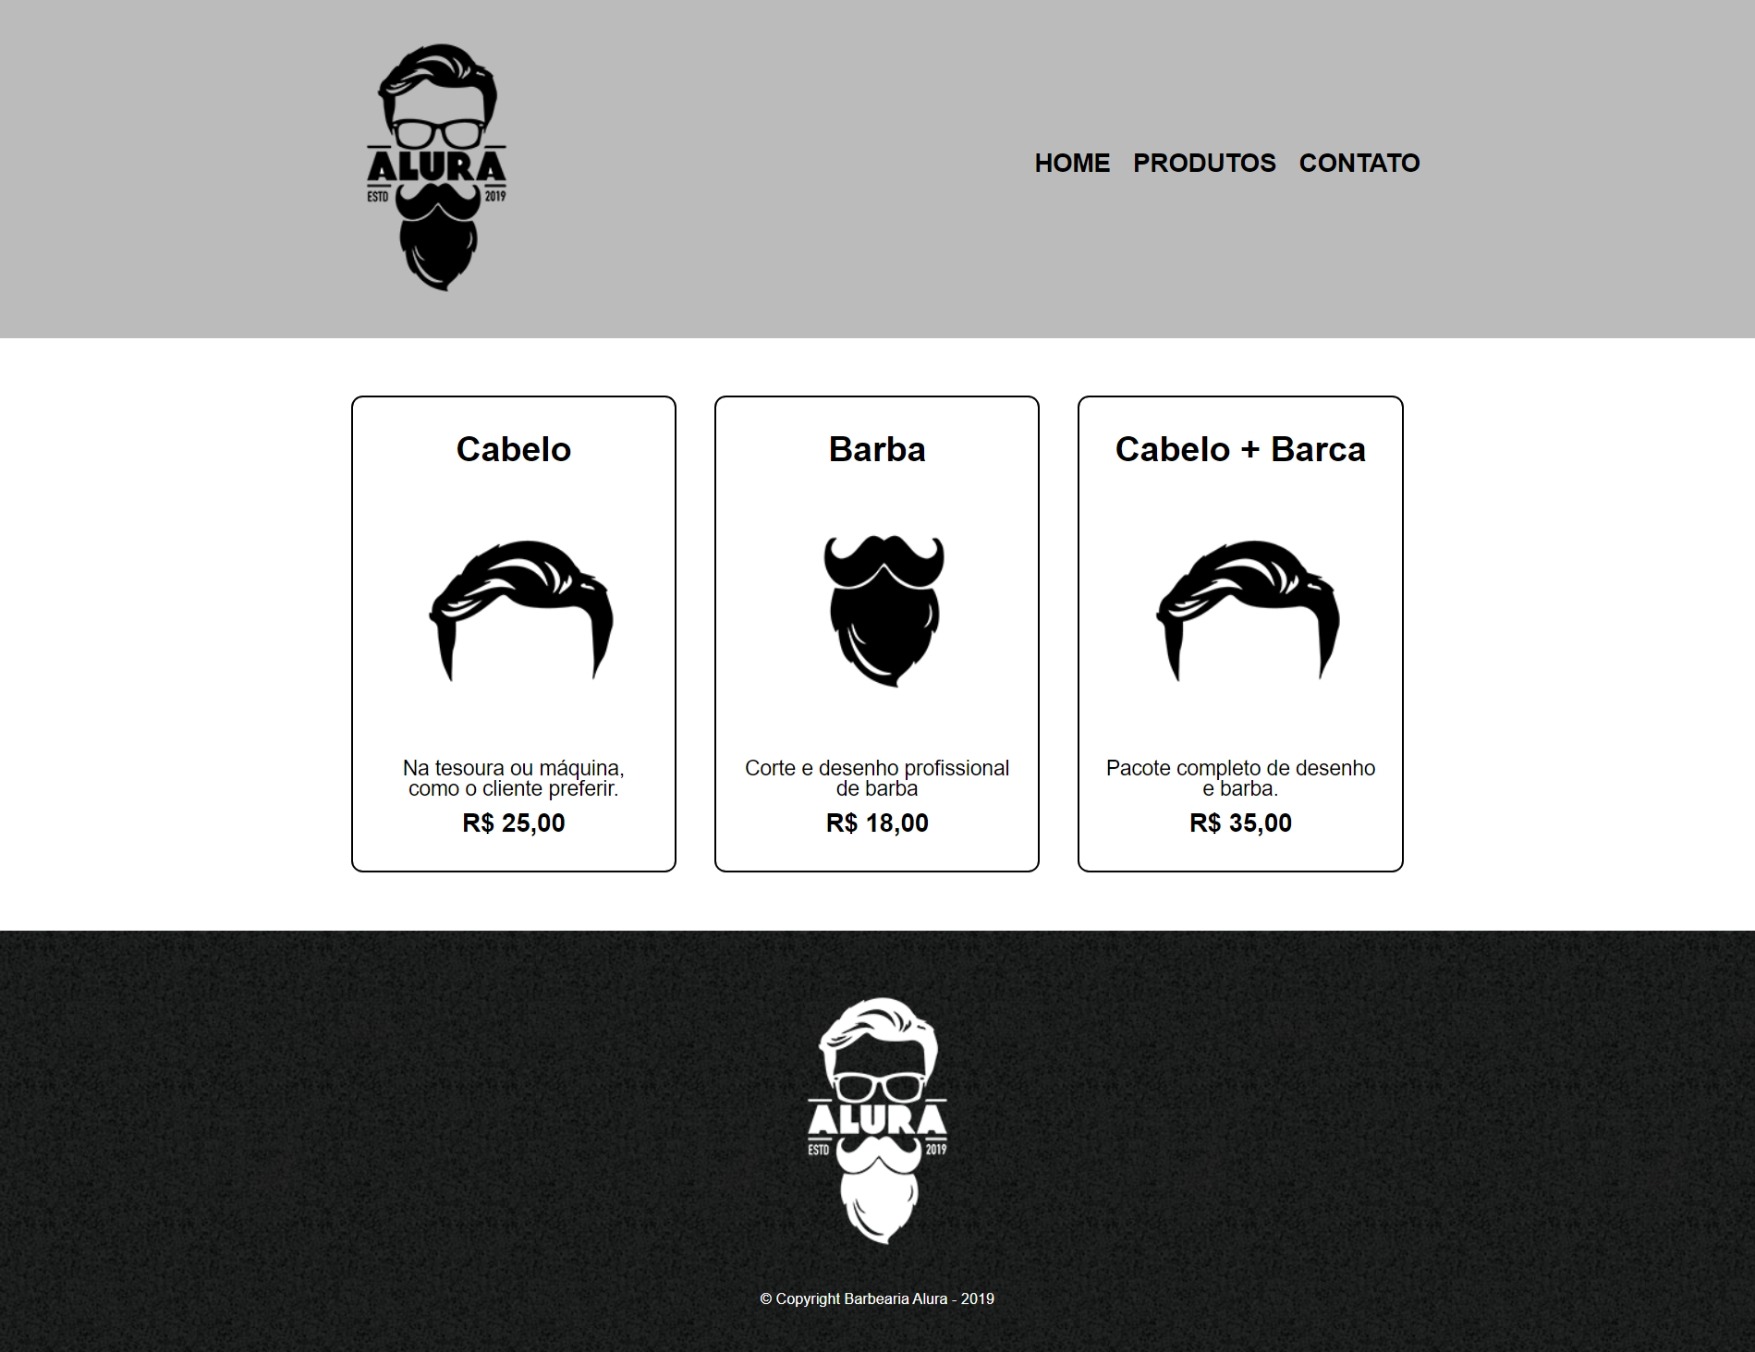 ALURA
ESTD 2019
HOME PRODUTOS CONTATO
Cabelo
Na tesoura ou máquina,
como o cliente preferir.
R$ 25,00
Barba
Corte e desenho profissional
de barba
R$ 18,00
Cabelo + Barca
Pacote completo de desenho
e barba.
R$ 35,00
ALURA
ESTD 2019
© Copyright Barbearia Alura - 2019